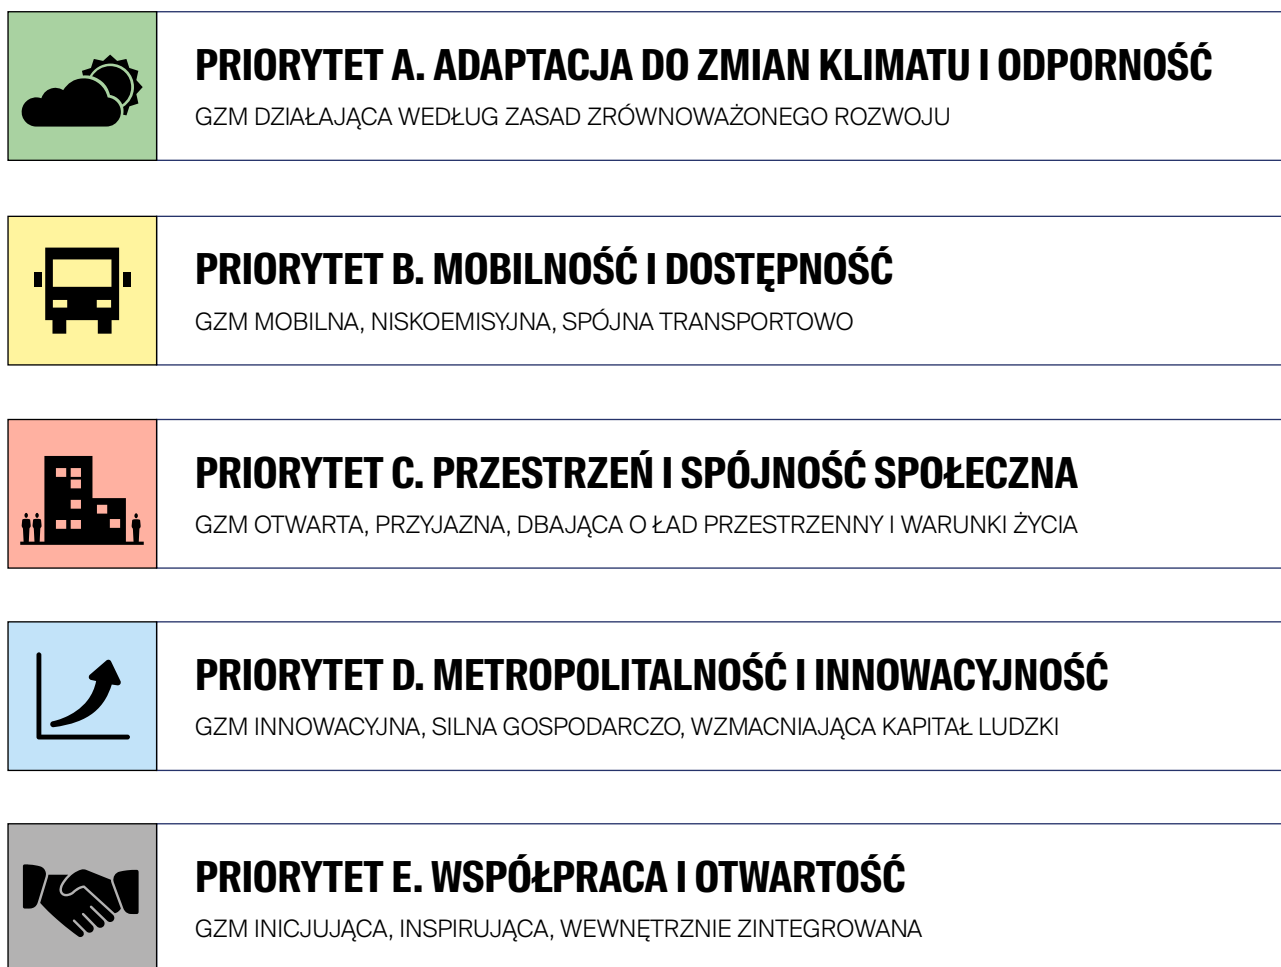 PRIORYTET A. ADAPTACJA DO ZMIAN KLIMATU I ODPORNOŚĆ
GZM DZIAŁAJĄCA WEDŁUG ZASAD ZRÓWNOWAŻONEGO ROZWOJU
PRIORYTET B. MOBILNOŚĆ I DOSTĘPNOŚĆ
GZM MOBILNA, NISKOEMISYJNA, SPÓJNA TRANSPORTOWO
PRIORYTET C. PRZESTRZEŃ I SPÓJNOŚĆ SPOŁECZNA
GZM OTWARTA, PRZYJAZNA, DBAJĄCA O ŁAD PRZESTRZENNY I WARUNKI ŻYCIA
PRIORYTET D. METROPOLITALNOŚĆ I INNOWACYJNOŚĆ
GZM INNOWACYJNA, SILNA GOSPODARCZO, WZMACNIAJĄCA KAPITAŁ LUDZKI
PRIORYTET E. WSPÓŁPRACA I OTWARTOŚĆ
GZM INICJUJĄCA, INSPIRUJĄCA, WEWNĘTRZNIE ZINTEGROWANA